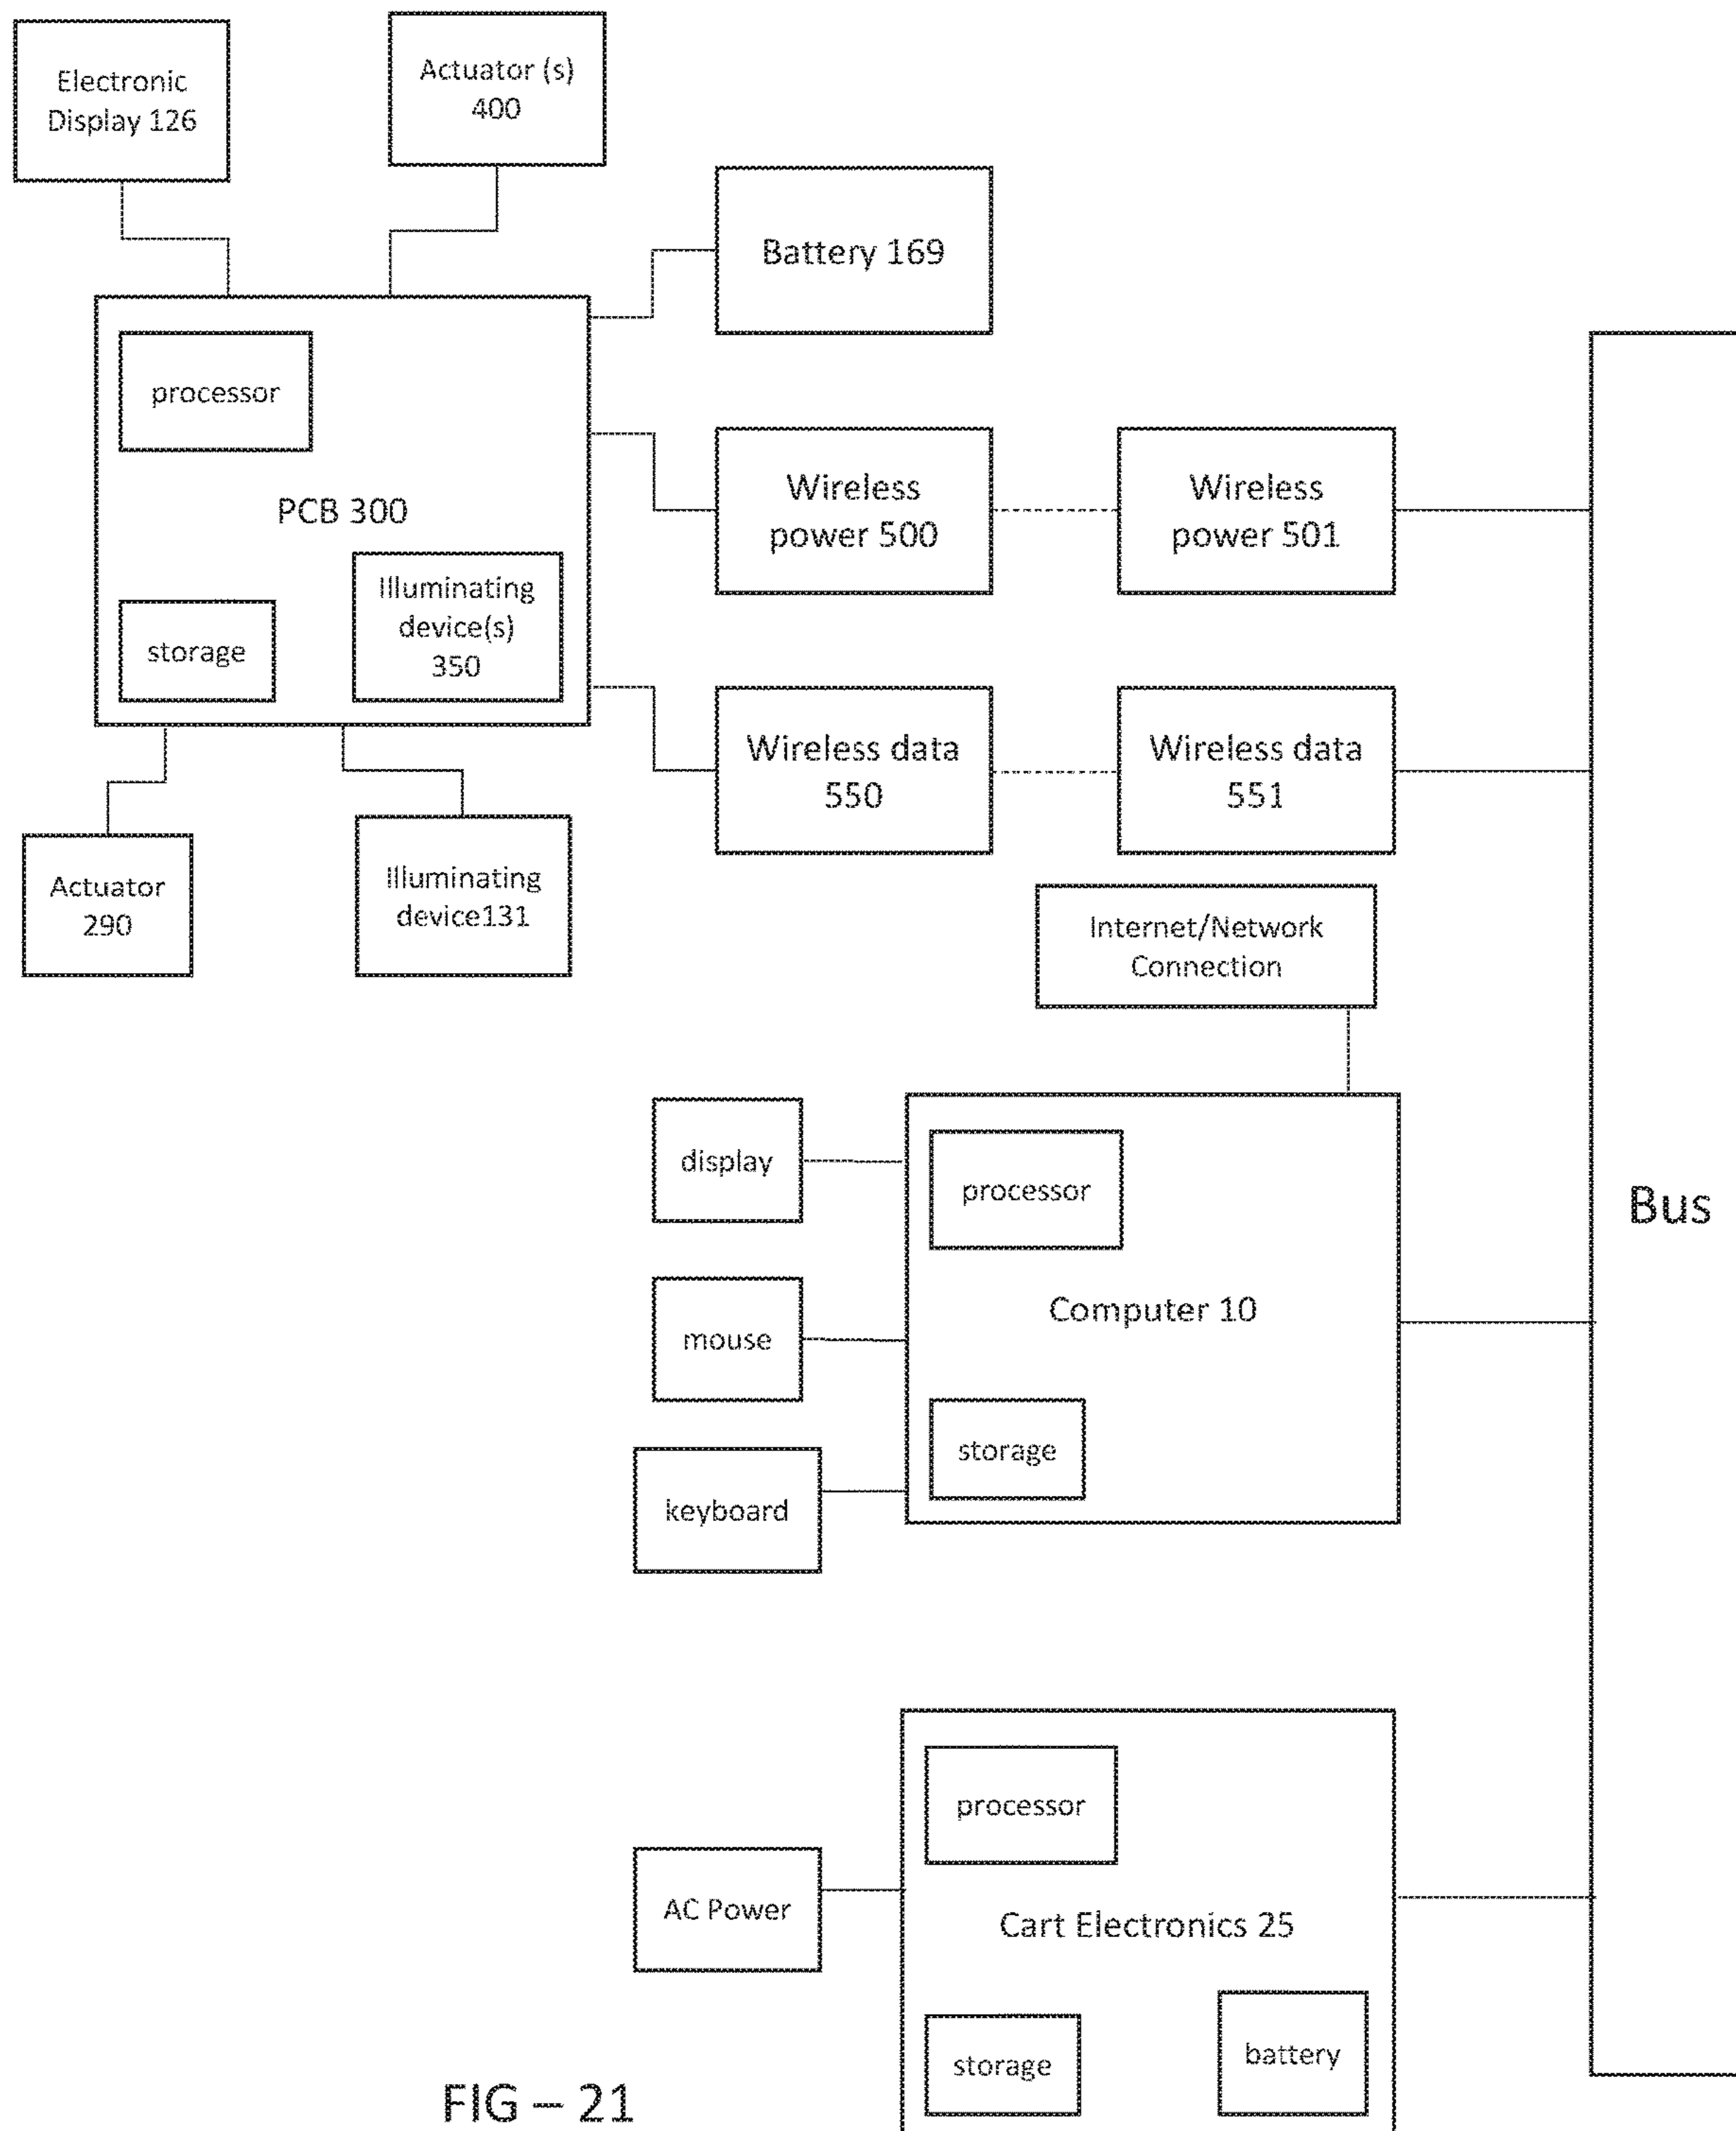 Electronic
Display 126
Actuator (s)
400
Battery 169
processor
PCB 300
Illuminating
device(s)
350
storage
Wireless
power 500
Wireless
power 501
Wireless data
550
Wireless data
551
Actuator
290
Illuminating
device131
Internet/Network
Connection
display
processor
Bus
mouse
Computer 10
storage
keyboard
processor
AC Power
Cart Electronics 25
storage
battery
FIG – 21